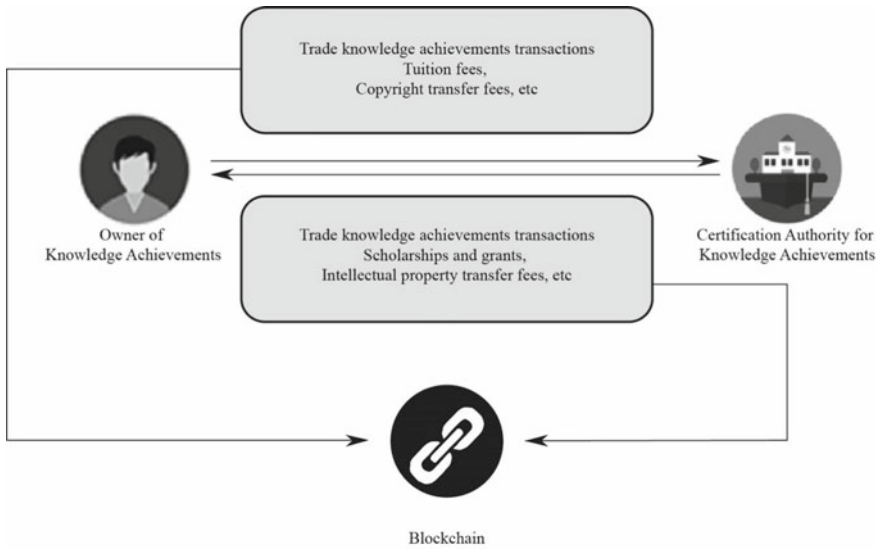 Trade knowledge achievements transactions
Tuition fees,
Copyright transfer fees, etc
Owner of
Knowledge Achievements
Trade knowledge achievements transactions
Scholarships and grants,
Intellectual property transfer fees, etc
Certification Authority for
Knowledge Achievements
Blockchain